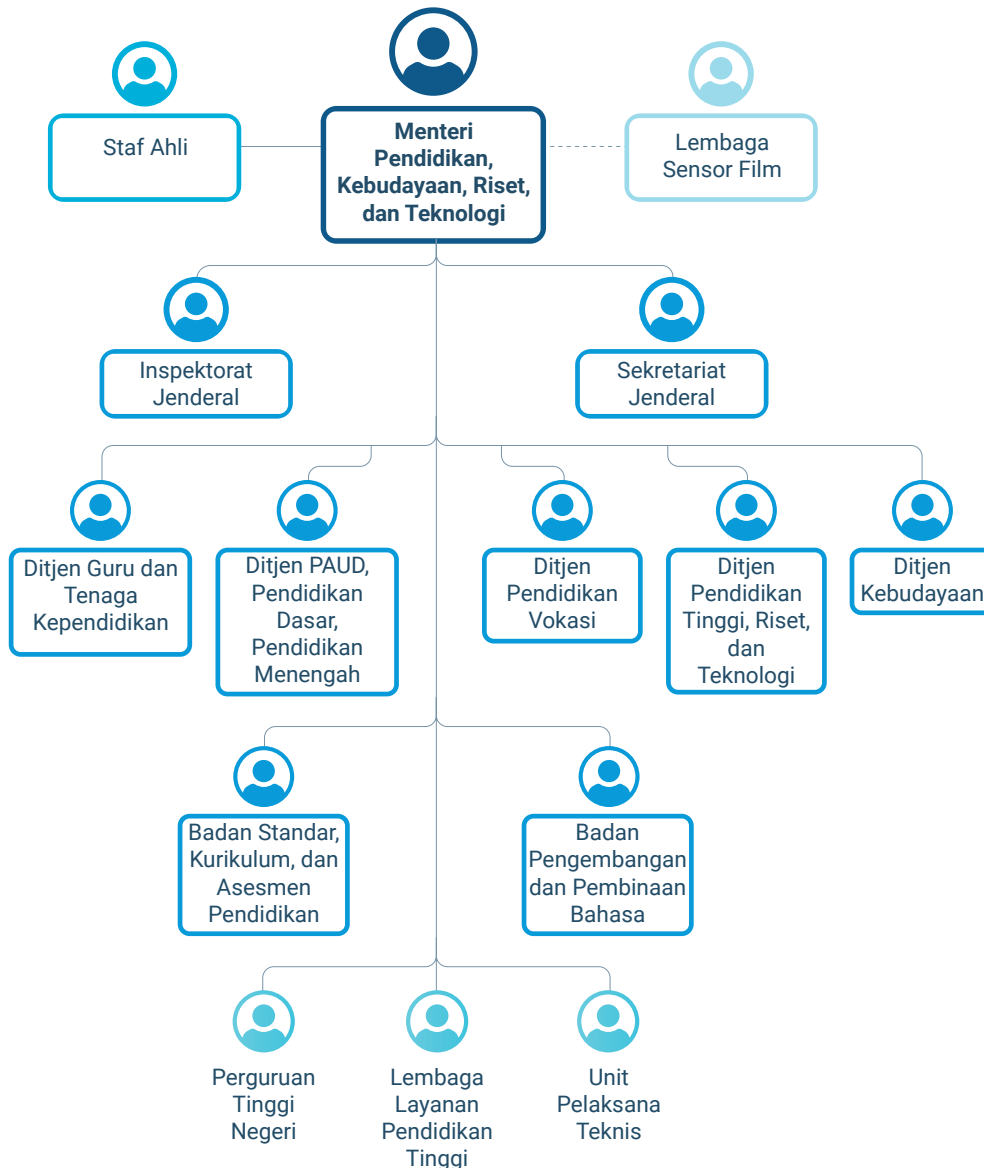 Staf Ahli
Menteri
Pendidikan,
Kebudayaan, Riset,
dan Teknologi
Lembaga
Sensor Film
Inspektorat
Jenderal
Sekretariat
Jenderal
Ditjen Guru dan
Tenaga
Kependidikan
Ditjen PAUD,
Pendidikan
Dasar,
Pendidikan
Menengah
Ditjen
Pendidikan
Vokasi
Ditjen
Pendidikan
Tinggi, Riset,
dan
Teknologi
Ditjen
Kebudayaan
Badan Standar,
Kurikulum, dan
Asesmen
Pendidikan
Badan
Pengembangan
dan Pembinaan
Bahasa
Perguruan
Tinggi
Negeri
Lembaga
Layanan
Pendidikan
Tinggi
Unit
Pelaksana
Teknis